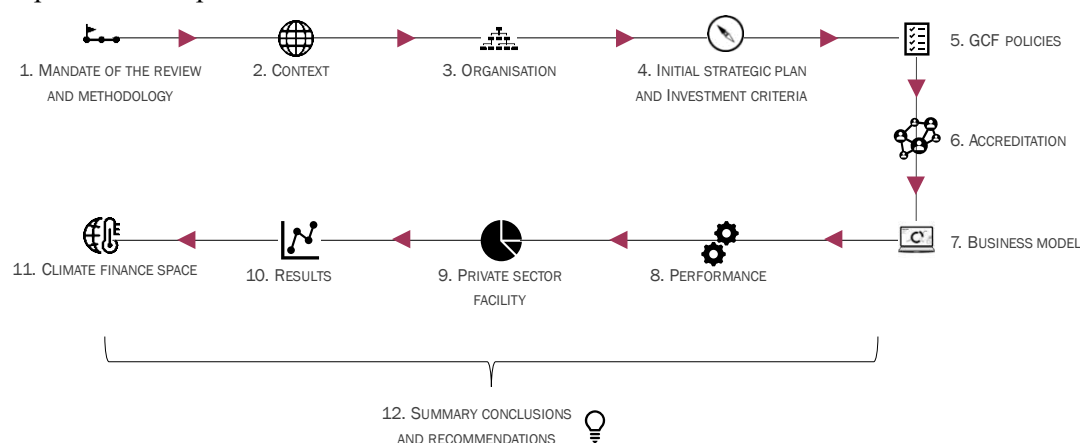 1. MANDATE OF THE REVIEW
AND METHODOLOGY
2. CONTEXT
3. ORGANISATION
4. INITIAL STRATEGIC PLAN
AND INVESTMENT CRITERIA
5. GCF POLICIES
6. ACCREDITATION
7. BUSINESS MODEL
8. PERFORMANCE
9. PRIVATE SECTOR
FACILITY
10. RESULTS
11. CLIMATE FINANCE SPACE
12. SUMMARY CONCLUSIONS
AND RECOMMENDATIONS